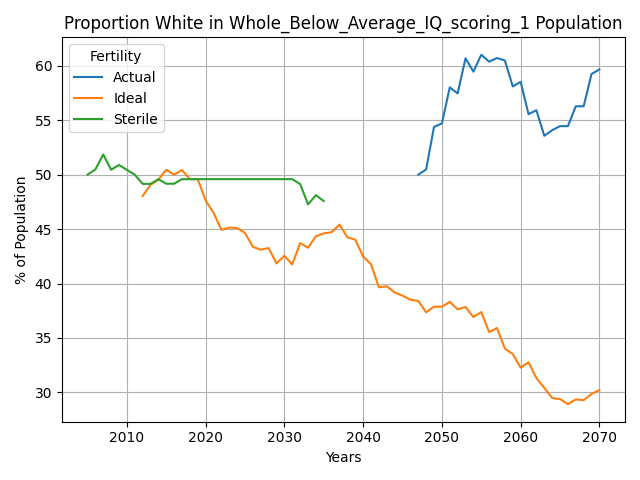 Proportion White in Whole_Below_Average_IQ_scoring_1 Population
Fertility
Actual
Ideal
Sterile
% of Population
60
55
50
45
40
35
30
2010 2020 2030 2040 2050 2060 2070
Years